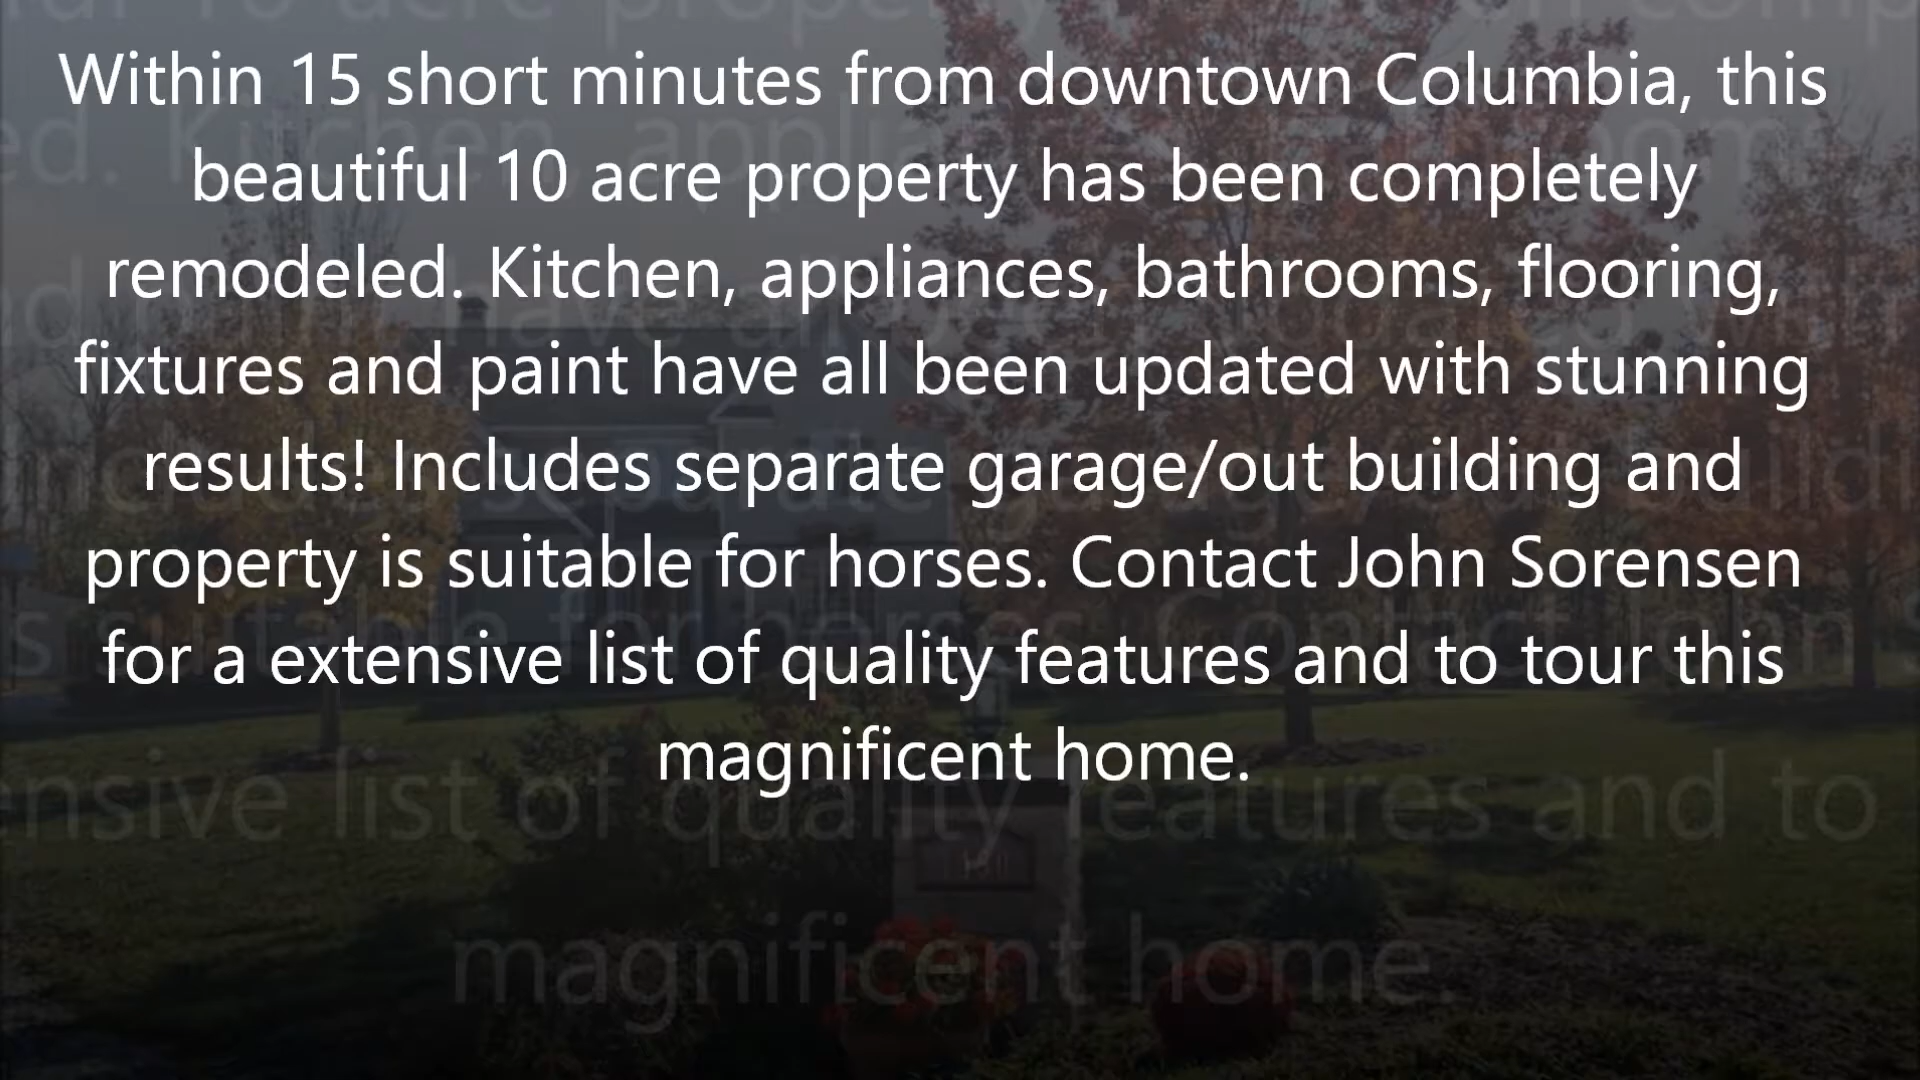 Within 15 short minutes from downtown Columbia, this
beautiful 10 acre property has been completely
remodeled. Kitchen, appliances, bathrooms, flooring,
fixtures and paint have all been updated with stunning
results! Includes separate garage/out building and
property is suitable for horses. Contact John Sorensen
for a extensive list of quality features and to tour this
magnificent home.